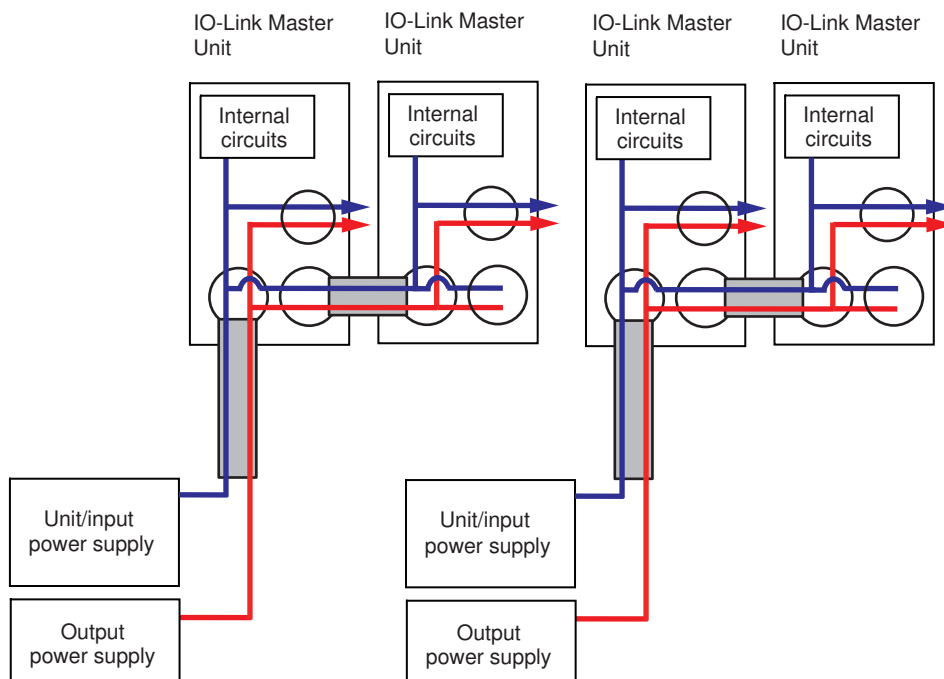 IO-Link Master
Unit
IO-Link Master
Unit
IO-Link Master
Unit
IO-Link Master
Unit
Internal
circuits
Internal
circuits
Internal
circuits
Internal
circuits
Unit/input
power supply
Unit/input
power supply
Output
power supply
Output
power supply